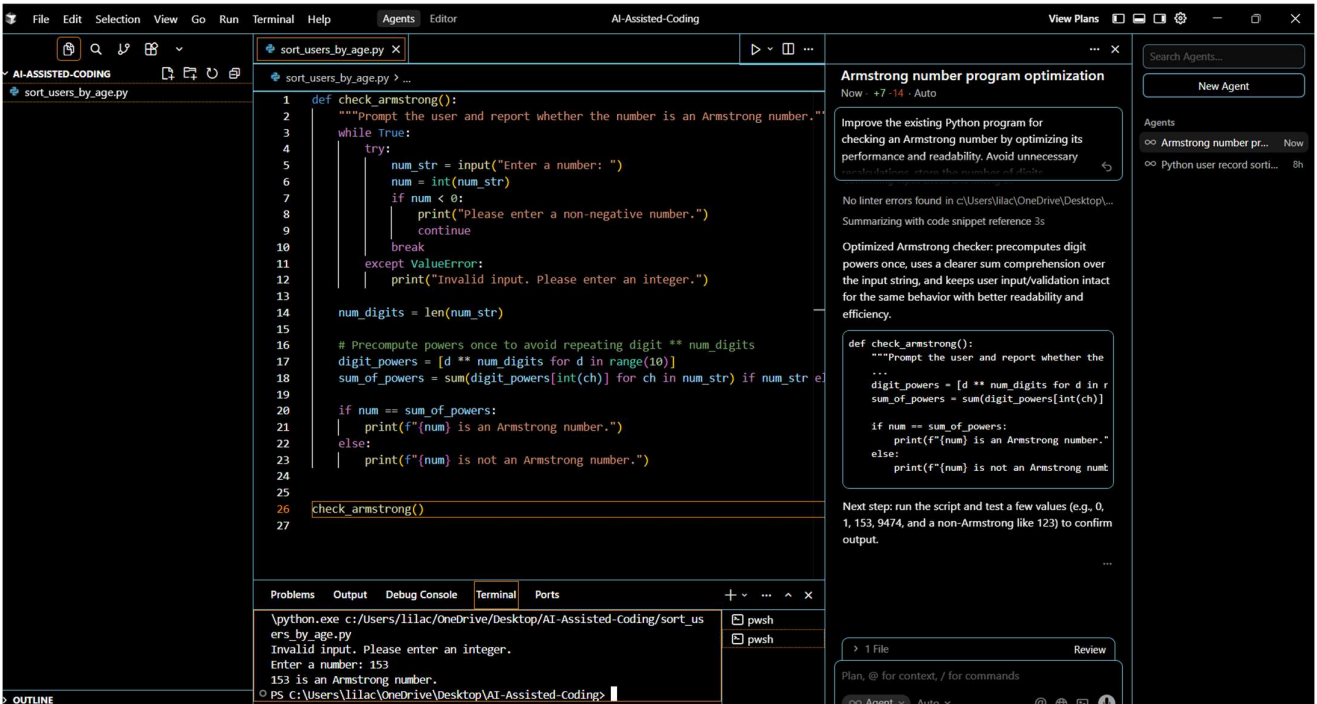 File Edit Selection View Go Run Terminal Help Agents Editor AI-Assisted-Coding View Plans
AI-ASSISTED-CODING
sort_users_by_age.py
OUTLINE
sort_users_by_age.py
sort_users_by_age.py > ...
1 def check_armstrong():
2     """Prompt the user and report whether the number is an Armstrong number.""
3     while True:
4         try:
5             num_str = input("Enter a number: ")
6             num = int(num_str)
7             if num < 0:
8                 print("Please enter a non-negative number.")
9                 continue
10             break
11         except ValueError:
12             print("Invalid input. Please enter an integer.")
13
14     num_digits = len(num_str)
15
16     # Precompute powers once to avoid repeating digit ** num_digits
17     digit_powers = [d ** num_digits for d in range(10)]
18     sum_of_powers = sum(digit_powers[int(ch)] for ch in num_str) if num_str el
19
20     if num == sum_of_powers:
21         print(f"{num} is an Armstrong number.")
22     else:
23         print(f"{num} is not an Armstrong number.")
24
25
26 check_armstrong()
27
Problems Output Debug Console Terminal Ports
\python.exe c:/Users/lilac/OneDrive/Desktop/AI-Assisted-Coding/sort_us
ers_by_age.py
Invalid input. Please enter an integer.
Enter a number: 153
153 is an Armstrong number.
PS C:\Users\lilac\OneDrive\Desktop\AI-Assisted-Coding>
pwsh
pwsh
Armstrong number program optimization
Now · +7 -14 · Auto
Improve the existing Python program for
checking an Armstrong number by optimizing its
performance and readability. Avoid unnecessary
recalculations, store the number of digits
No linter errors found in c:\Users\lilac\OneDrive\Desktop\...
Summarizing with code snippet reference 3s
Optimized Armstrong checker: precomputes digit
powers once, uses a clearer sum comprehension over
the input string, and keeps user input/validation intact
for the same behavior with better readability and
efficiency.
def check_armstrong():
    """Prompt the user and report whether the
    ...
    digit_powers = [d ** num_digits for d in r
    sum_of_powers = sum(digit_powers[int(ch)]
    if num == sum_of_powers:
        print(f"{num} is an Armstrong number."
    else:
        print(f"{num} is not an Armstrong numb
Next step: run the script and test a few values (e.g., 0,
1, 153, 9474, and a non-Armstrong like 123) to confirm
output.
1 File Review
Plan, @ for context, / for commands
Agent Auto
Search Agents...
New Agent
Agents
Armstrong number pr... Now
Python user record sorti... 8h